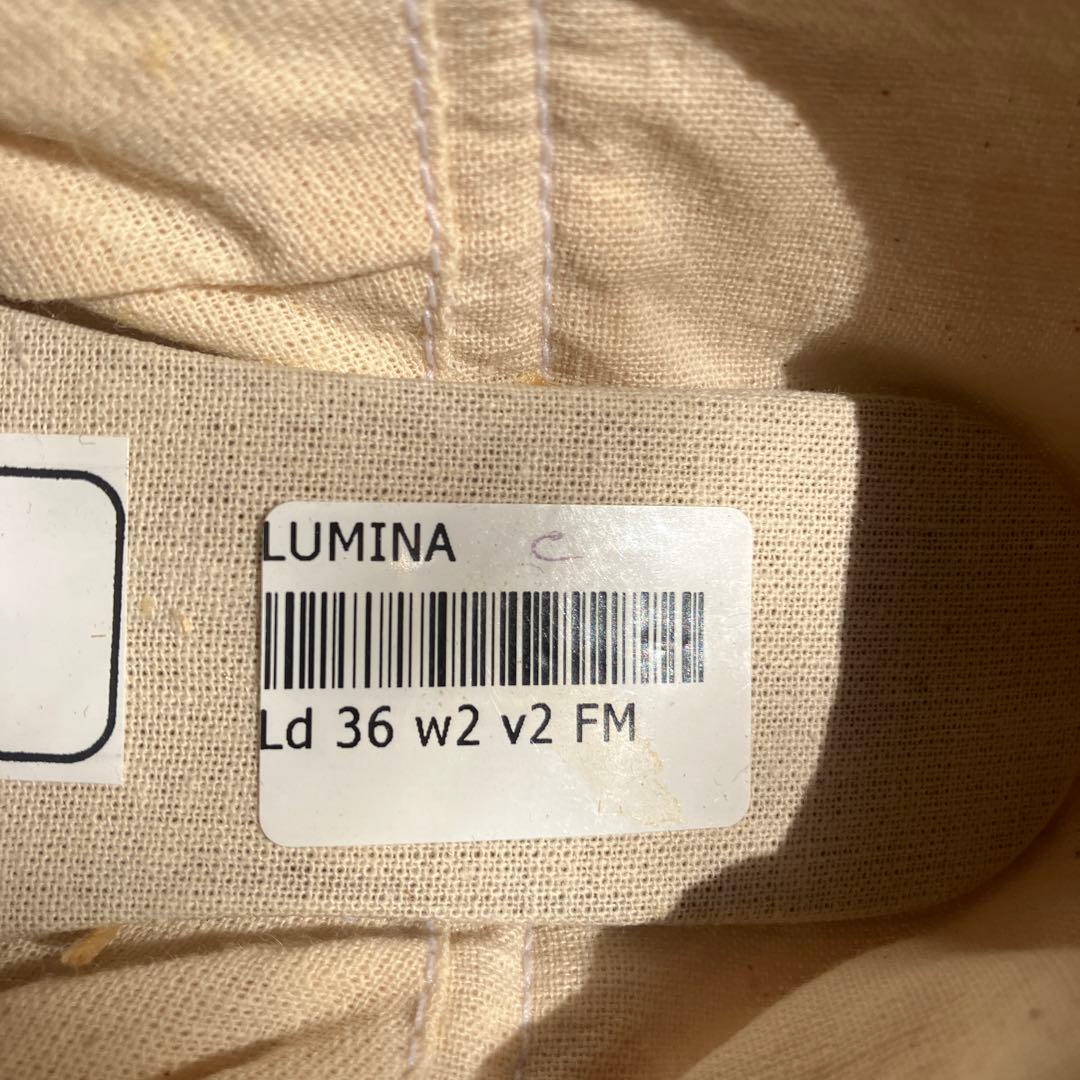 LUMINA C
Ld 36 w2 v2 FM